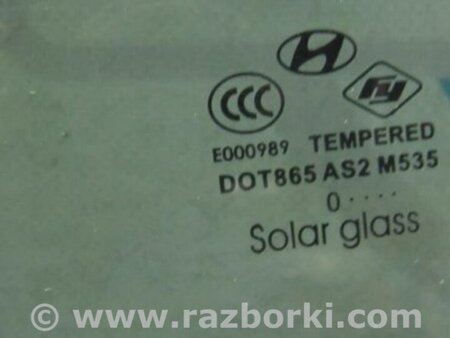 CCC FY
E000989 TEMPERED
DOT865 AS2 M535
0....
Solar glass
© www.razborki.com